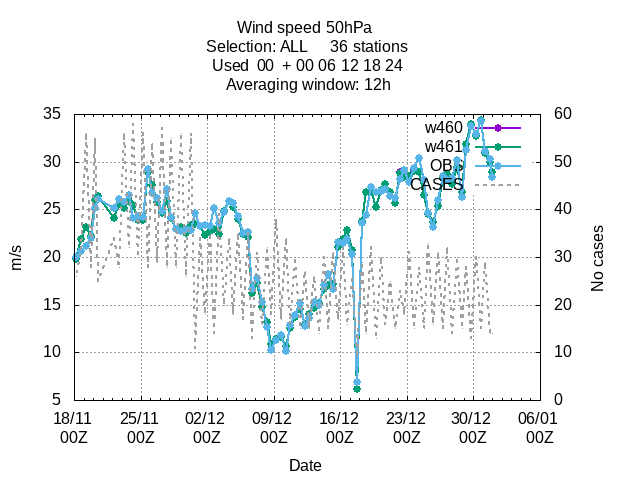 Wind speed 50hPa
Selection: ALL 36 stations
Used 00 + 00 06 12 18 24
Averaging window: 12h
35
30
25
20
15
10
5
m/s
60
50
40
30
20
10
0
No cases
w460
w461
OBS
CASES
18/11 25/11 02/12 09/12 16/12 23/12 30/12 06/01
00Z 00Z 00Z 00Z 00Z 00Z 00Z 00Z
Date